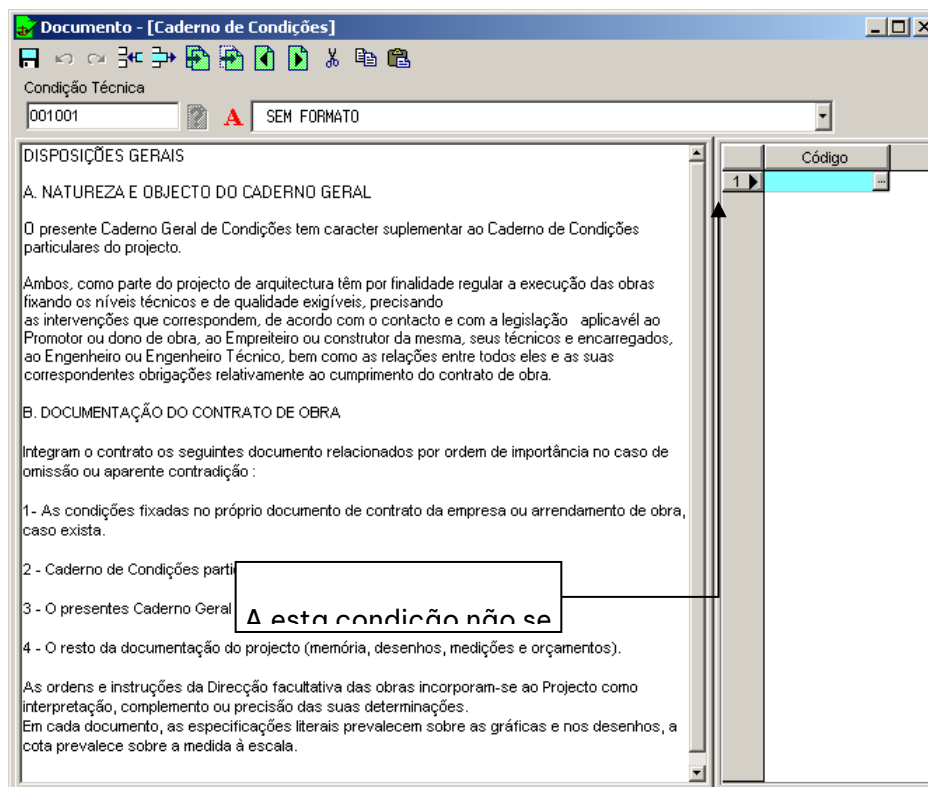 Documento - [Caderno de Condições]
Condição Técnica
001001
A
SEM FORMATO
DISPOSIÇÕES GERAIS
Código
1
A. NATUREZA E OBJECTO DO CADERNO GERAL
O presente Caderno Geral de Condições tem caracter suplementar ao Caderno de Condições
particulares do projecto.
Ambos, como parte do projecto de arquitectura têm por finalidade regular a execução das obras
fixando os níveis técnicos e de qualidade exigíveis, precisando
as intervenções que correspondem, de acordo com o contacto e com a legislação aplicavél ao
Promotor ou dono de obra, ao Empreiteiro ou construtor da mesma, seus técnicos e encarregados,
ao Engenheiro ou Engenheiro Técnico, bem como as relações entre todos eles e as suas
correspondentes obrigações relativamente ao cumprimento do contrato de obra.
B. DOCUMENTAÇÃO DO CONTRATO DE OBRA
Integram o contrato os seguintes documento relacionados por ordem de importância no caso de
omissão ou aparente contradição :
1- As condições fixadas no próprio documento de contrato da empresa ou arrendamento de obra,
caso exista.
2 - Caderno de Condições parti
3 - O presentes Caderno Geral
A esta condição não se
4 - O resto da documentação do projecto (memória, desenhos, medições e orçamentos).
As ordens e instruções da Direcção facultativa das obras incorporam-se ao Projecto como
interpretação, complemento ou precisão das suas determinações.
Em cada documento, as especificações literais prevalecem sobre as gráficas e nos desenhos, a
cota prevalece sobre a medida à escala.